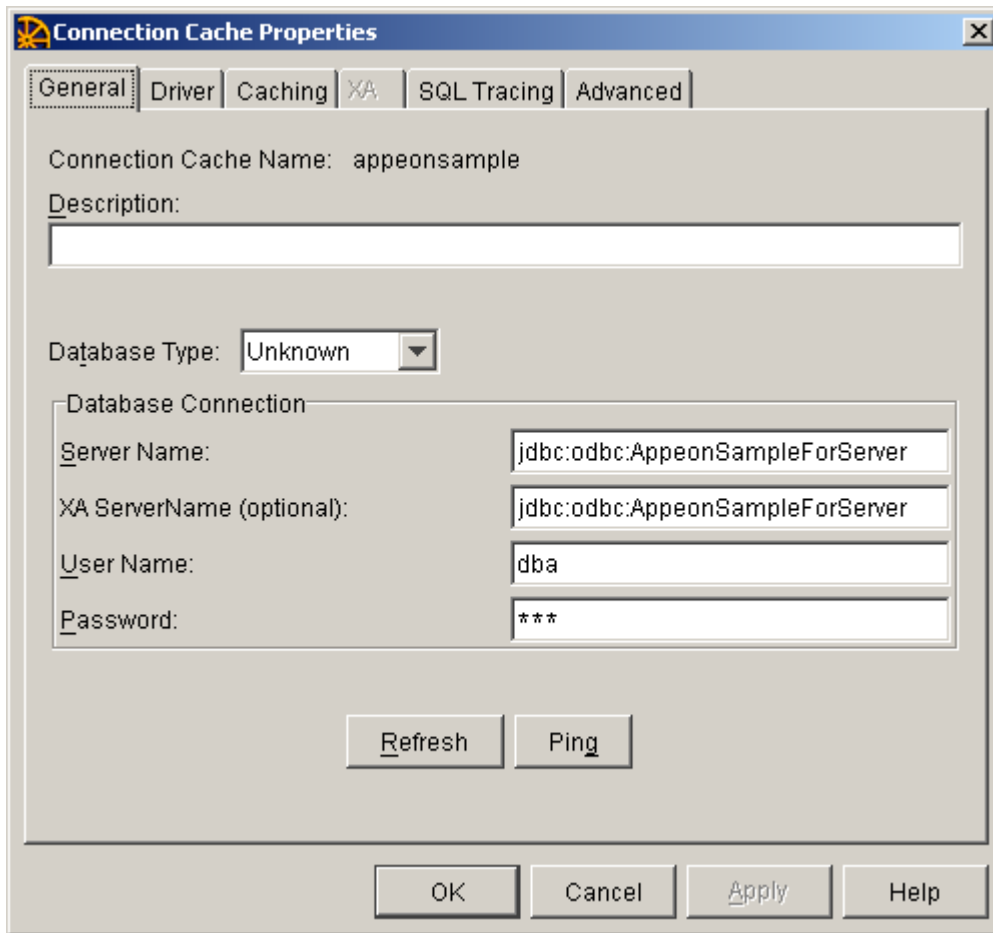 Connection Cache Properties
General Driver Caching XA SQL Tracing Advanced
Connection Cache Name: appeonsample
Description:
Database Type: Unknown
Database Connection
Server Name: jdbc:odbc:AppeonSampleForServer
XA ServerName (optional): jdbc:odbc:AppeonSampleForServer
User Name: dba
Password: ***
Refresh Ping
OK Cancel Apply Help